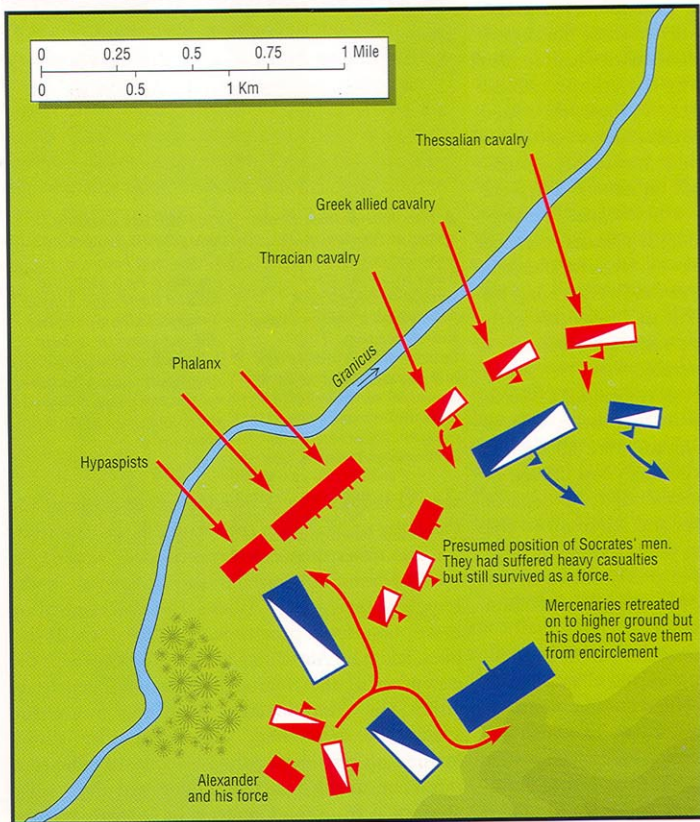 0 0.25 0.5 0.75 1 Mile
0 0.5 1 Km
Thessalian cavalry
Greek allied cavalry
Thracian cavalry
Granicus
Phalanx
Hypaspists
Presumed position of Socrates' men.
They had suffered heavy casualties
but still survived as a force.
Mercenaries retreated
on to higher ground but
this does not save them
from encirclement
Alexander
and his force